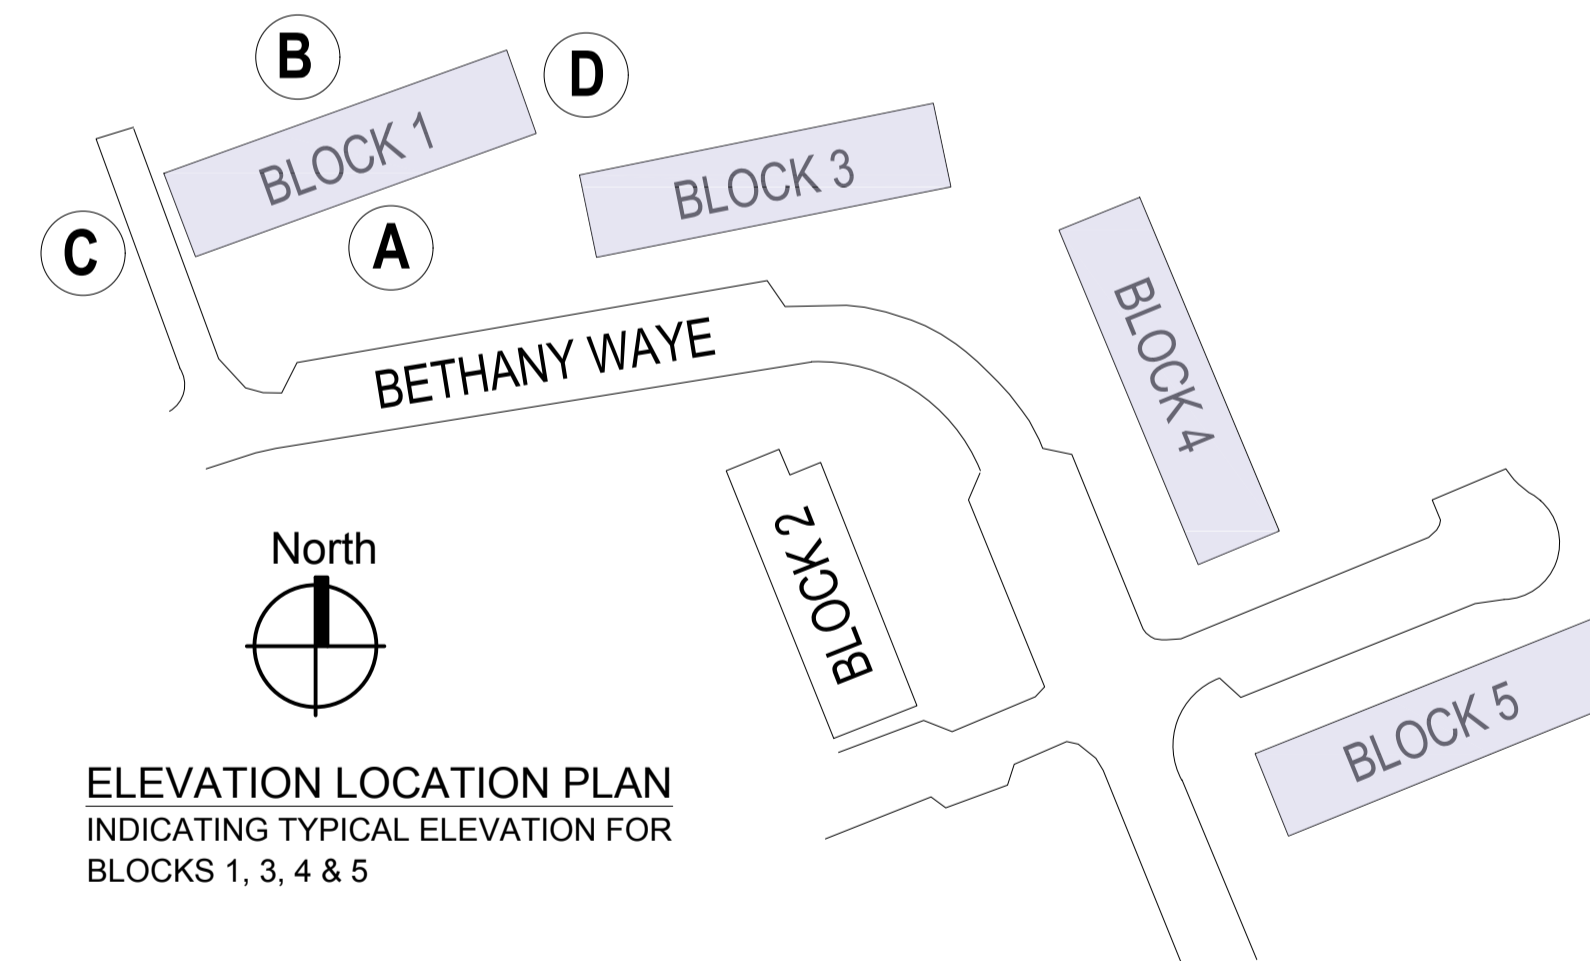 B
D
BLOCK 1
BLOCK 3
C
A
BLOCK 4
BETHANY WAYE
BLOCK 2
North
BLOCK 5
ELEVATION LOCATION PLAN
INDICATING TYPICAL ELEVATION FOR
BLOCKS 1, 3, 4 & 5